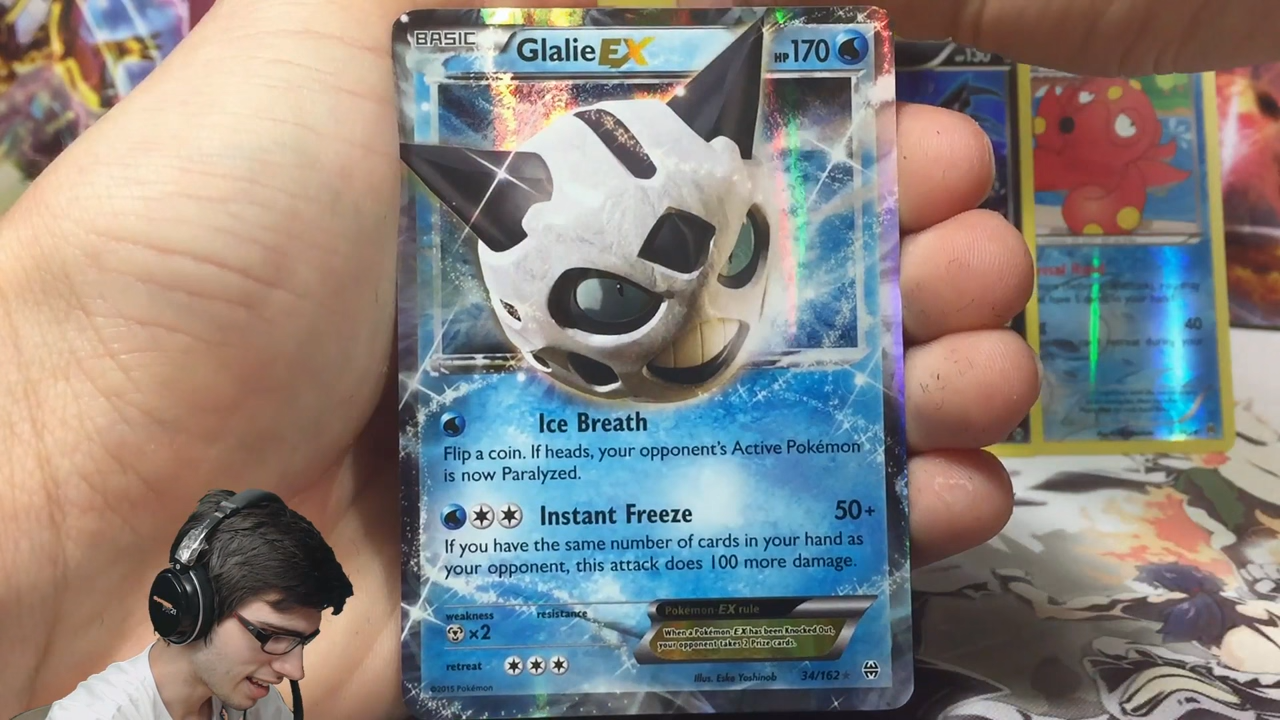 BASIC
Glalie EX
HP170
HP130
Ice Breath
Flip a coin. If heads, your opponent's Active Pokémon
is now Paralyzed.
Instant Freeze 50+
If you have the same number of cards in your hand as
your opponent, this attack does 100 more damage.
weakness resistance
×2
retreat
Pokémon-EX rule
When a Pokémon-EX has been Knocked Out,
your opponent takes 2 Prize cards.
Illus. Eske Yoshinob 34/162
©2015 Pokémon
40